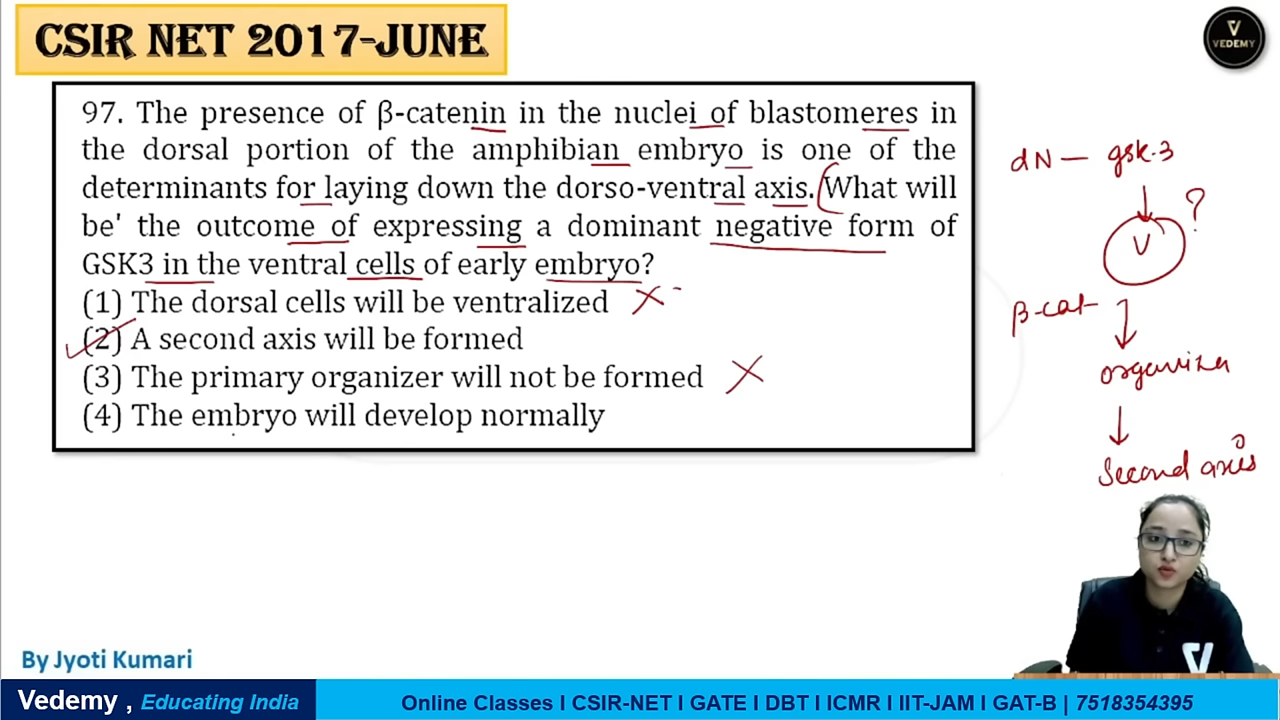 CSIR NET 2017-JUNE
V
VEDEMY
97. The presence of β-catenin in the nuclei of blastomeres in
the dorsal portion of the amphibian embryo is one of the
determinants for laying down the dorso-ventral axis. What will
be' the outcome of expressing a dominant negative form of
GSK3 in the ventral cells of early embryo?
(1) The dorsal cells will be ventralized
(2) A second axis will be formed
(3) The primary organizer will not be formed
(4) The embryo will develop normally
dN — gsk-3
?
V
β-cat
organizer
Second axis
By Jyoti Kumari
Vedemy , Educating India
Online Classes I CSIR-NET I GATE I DBT I ICMR I IIT-JAM I GAT-B | 7518354395